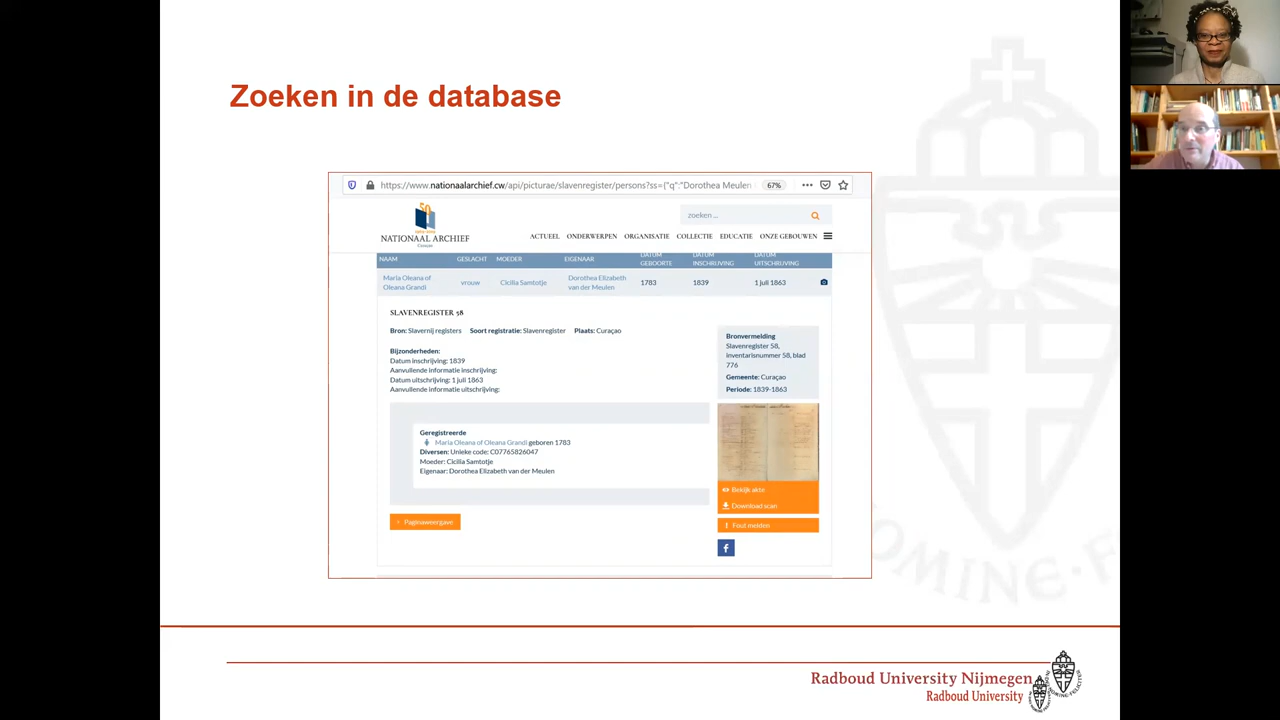 Zoeken in de database
https://www.nationaalarchief.cw/api/picturae/slavenregister/persons?ss={"q":"Dorothea Meulen
67%
50
NATIONAAL ARCHIEF
Curaçao
zoeken ...
ACTUEEL ONDERWERPEN ORGANISATIE COLLECTIE EDUCATIE ONZE GEBOUWEN
NAAM GESLACHT MOEDER EIGENAAR DATUM GEBOORTE DATUM INSCHRIJVING DATUM UITSCHRIJVING
Maria Oleana of Oleana Grandi vrouw Cicilia Samtotje Dorothea Elizabeth van der Meulen 1783 1839 1 juli 1863
SLAVENREGISTER 58
Bron: Slavernij registers Soort registratie: Slavenregister Plaats: Curaçao
Bijzonderheden:
Datum inschrijving: 1839
Aanvullende informatie inschrijving:
Datum uitschrijving: 1 juli 1863
Aanvullende informatie uitschrijving:
Geregistreerde
Maria Oleana of Oleana Grandi geboren 1783
Diversen: Unieke code: C07765826047
Moeder: Cicilia Samtotje
Eigenaar: Dorothea Elizabeth van der Meulen
+ Paginaweergave
Bronvermelding
Slavenregister 58,
inventarisnummer 58, blad
776
Gemeente: Curaçao
Periode: 1839-1863
Bekijk akte
Download scan
! Fout melden
f
Radboud University Nijmegen
Radboud University